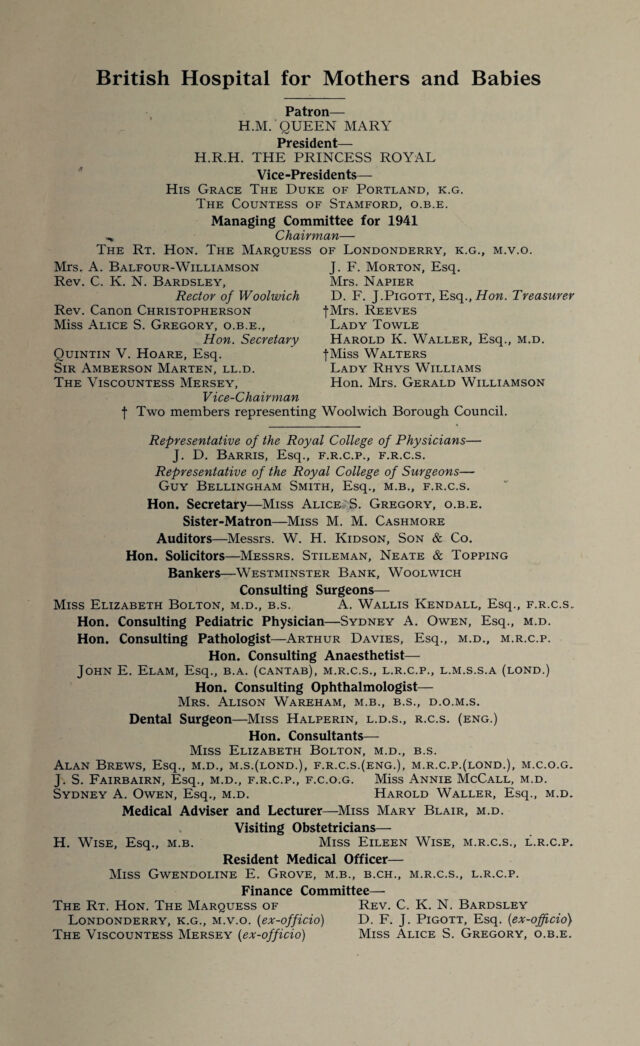 British Hospital for Mothers and Babies
Patron—
H.M. QUEEN MARY
President—
H.R.H. THE PRINCESS ROYAL
Vice-Presidents—
His Grace The Duke of Portland, K.G.
The Countess of Stamford, O.B.E.
Managing Committee for 1941
Chairman—
The Rt. Hon. The Marquess of Londonderry, K.G., M.V.O.
Mrs. A. Balfour-Williamson
Rev. C. K. N. Bardsley,
Rector of Woolwich
Rev. Canon Christopherson
Miss Alice S. Gregory, O.B.E.,
Hon. Secretary
Quintin V. Hoare, Esq.
Sir Amberson Marten, LL.D.
The Viscountess Mersey,
Vice-Chairman
J. F. Morton, Esq.
Mrs. Napier
D. F. J.Pigott, Esq., Hon. Treasurer
†Mrs. Reeves
Lady Towle
Harold K. Waller, Esq., M.D.
†Miss Walters
Lady Rhys Williams
Hon. Mrs. Gerald Williamson
† Two members representing Woolwich Borough Council.
Representative of the Royal College of Physicians—
J. D. Barris, Esq., F.R.C.P., F.R.C.S.
Representative of the Royal College of Surgeons—
Guy Bellingham Smith, Esq., M.B., F.R.C.S.
Hon. Secretary—Miss Alice S. Gregory, O.B.E.
Sister-Matron—Miss M. M. Cashmore
Auditors—Messrs. W. H. Kidson, Son & Co.
Hon. Solicitors—Messrs. Stileman, Neate & Topping
Bankers—Westminster Bank, Woolwich
Consulting Surgeons—
Miss Elizabeth Bolton, M.D., B.S. A. Wallis Kendall, Esq., F.R.C.S.
Hon. Consulting Pediatric Physician—Sydney A. Owen, Esq., M.D.
Hon. Consulting Pathologist—Arthur Davies, Esq., M.D., M.R.C.P.
Hon. Consulting Anaesthetist—
John E. Elam, Esq., B.A. (CANTAB), M.R.C.S., L.R.C.P., L.M.S.S.A (LOND.)
Hon. Consulting Ophthalmologist—
Mrs. Alison Wareham, M.B., B.S., D.O.M.S.
Dental Surgeon—Miss Halperin, L.D.S., R.C.S. (ENG.)
Hon. Consultants—
Miss Elizabeth Bolton, M.D., B.S.
Alan Brews, Esq., M.D., M.S.(LOND.), F.R.C.S.(ENG.), M.R.C.P.(LOND.), M.C.O.G.
J. S. Fairbairn, Esq., M.D., F.R.C.P., F.C.O.G. Miss Annie McCall, M.D.
Sydney A. Owen, Esq., M.D. Harold Waller, Esq., M.D.
Medical Adviser and Lecturer—Miss Mary Blair, M.D.
Visiting Obstetricians—
H. Wise, Esq., M.B. Miss Eileen Wise, M.R.C.S., L.R.C.P.
Resident Medical Officer—
Miss Gwendoline E. Grove, M.B., B.CH., M.R.C.S., L.R.C.P.
Finance Committee—
The Rt. Hon. The Marquess of
Londonderry, K.G., M.V.O. (ex-officio)
The Viscountess Mersey (ex-officio)
Rev. C. K. N. Bardsley
D. F. J. Pigott, Esq. (ex-officio)
Miss Alice S. Gregory, O.B.E.